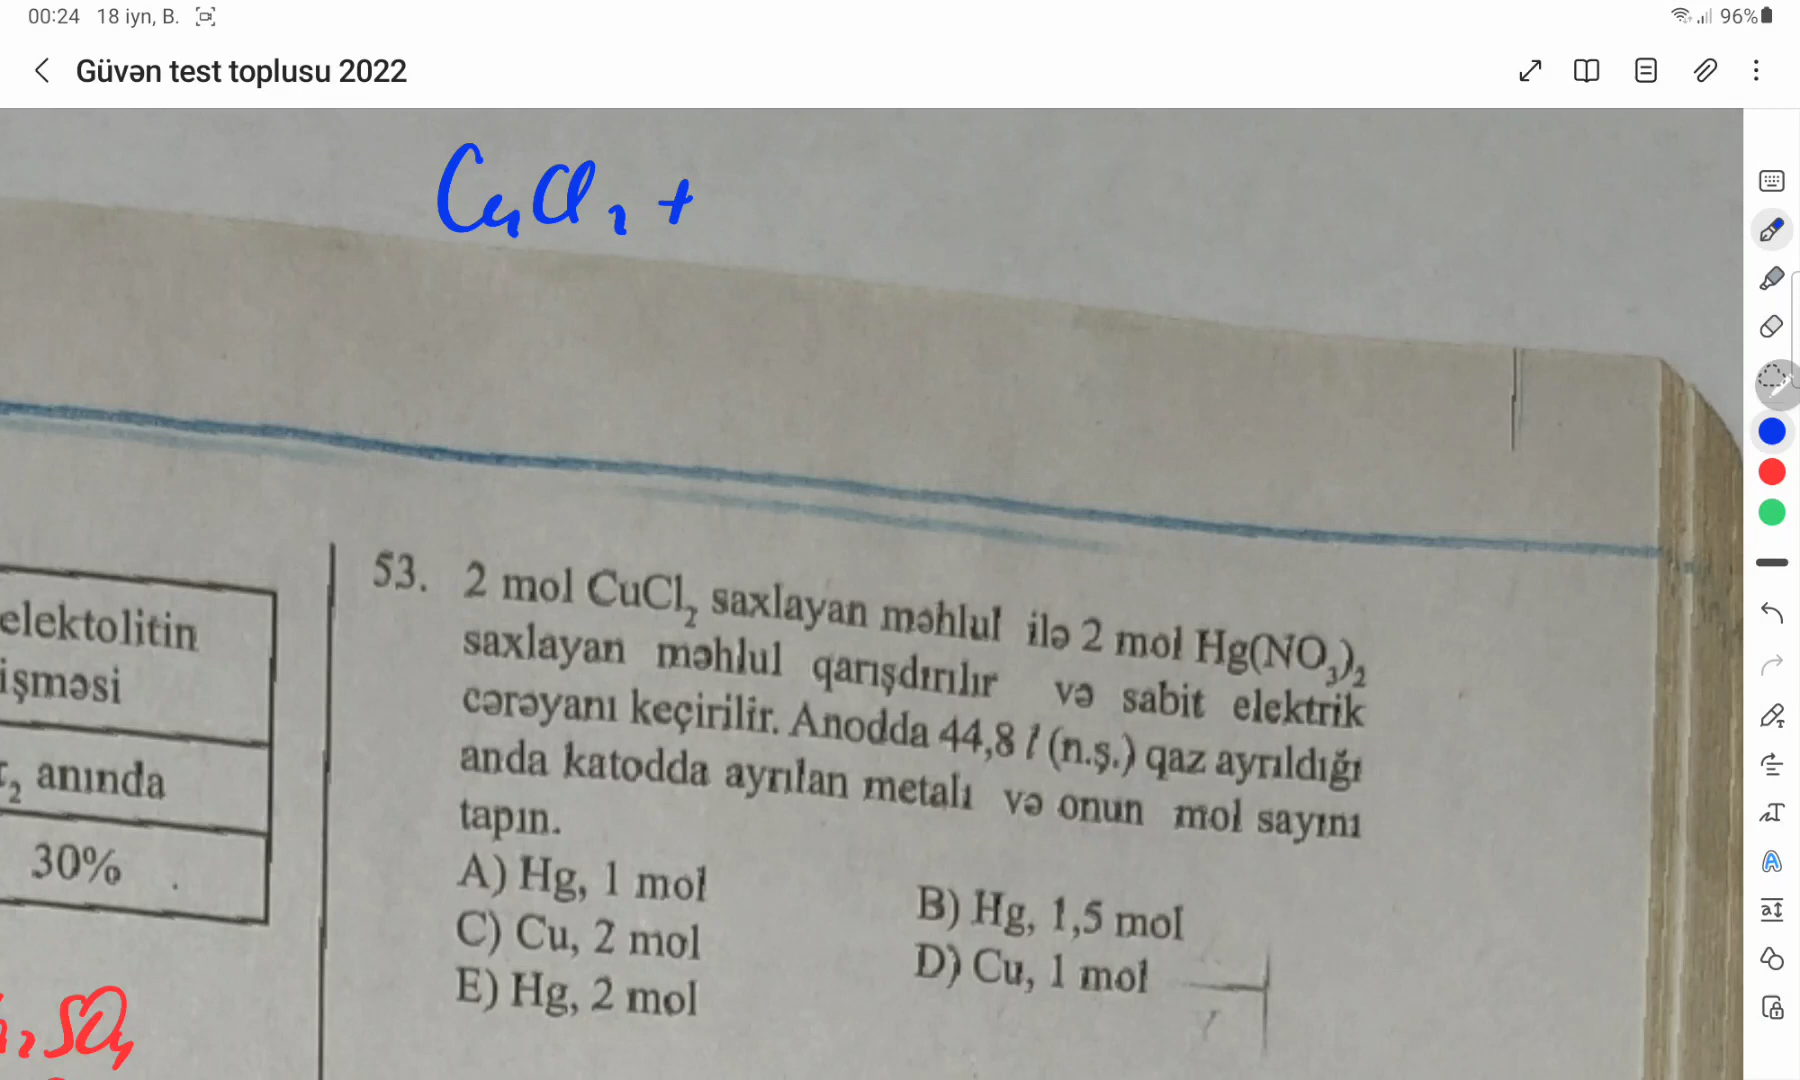 00:24 18 iyn, B. 96%
Güvən test toplusu 2022
CuCl2 +
elektolitin
işməsi
2 anında
30%
53. 2 mol CuCl₂ saxlayan məhlul ilə 2 mol Hg(NO₃)₂
saxlayan məhlul qarışdırılır və sabit elektrik
cərəyanı keçirilir. Anodda 44,8 l (n.ş.) qaz ayrıldığı
anda katodda ayrılan metalı və onun mol sayını
tapın.
A) Hg, 1 mol
B) Hg, 1,5 mol
C) Cu, 2 mol
D) Cu, 1 mol
E) Hg, 2 mol
2SO4